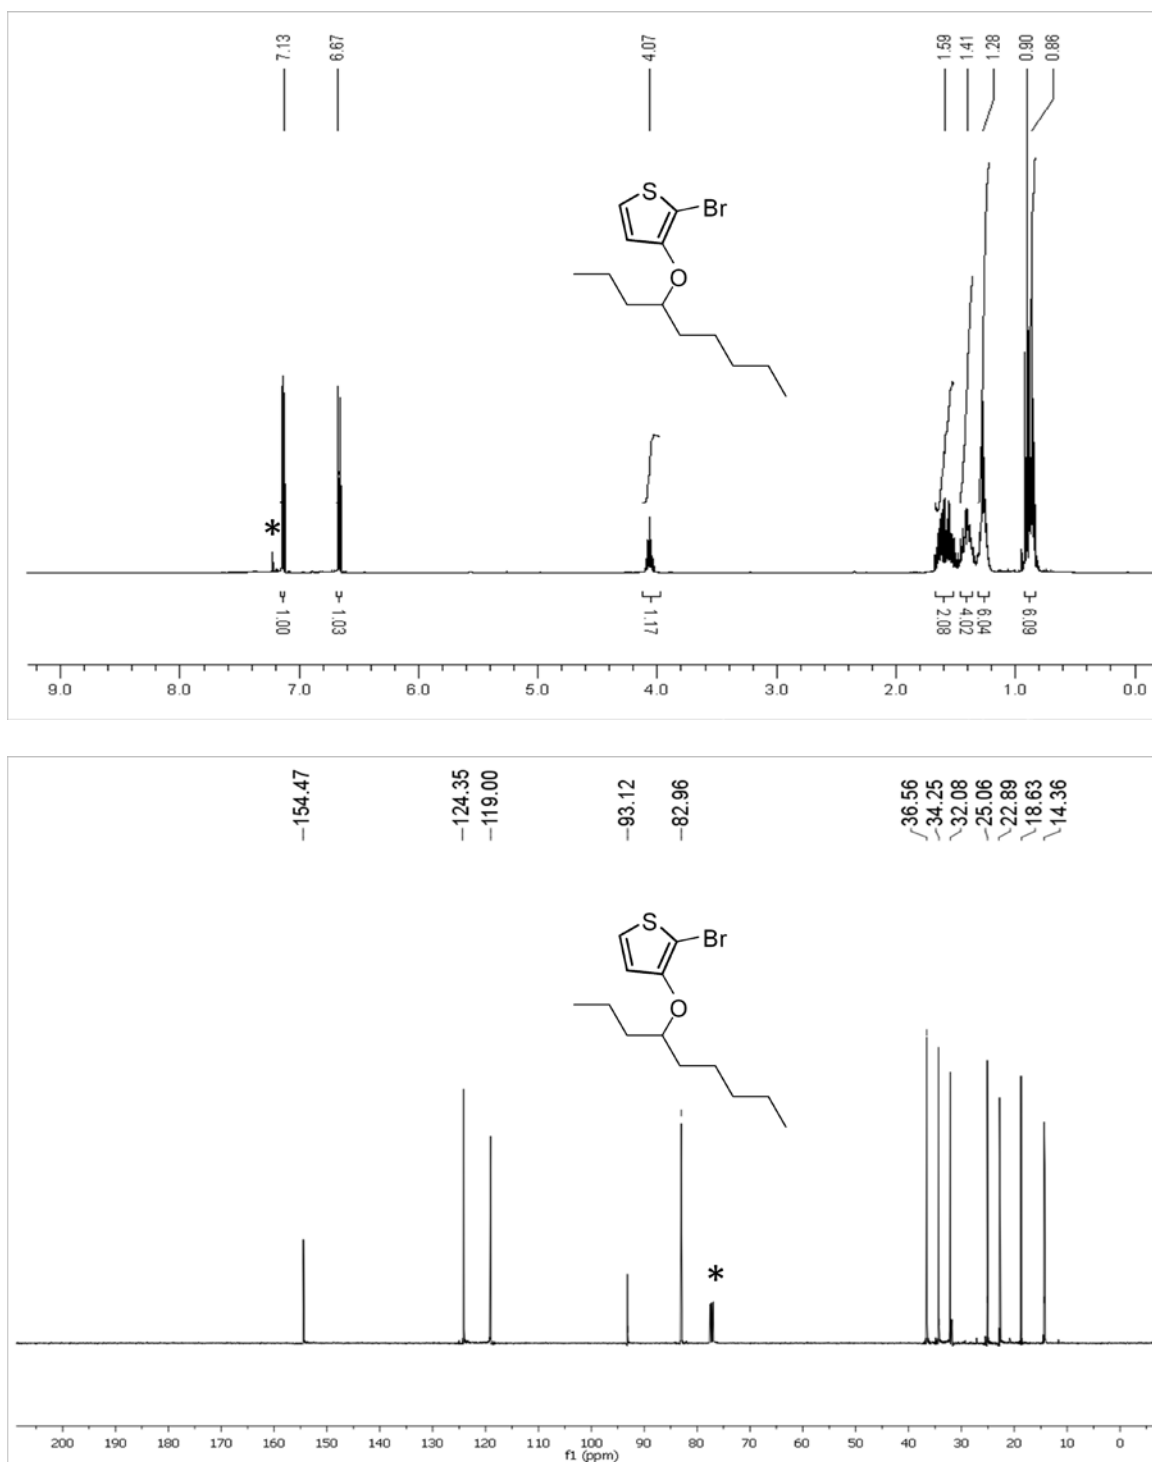 7.13 6.67 4.07 1.59 1.41 1.28 0.90 0.86
S
Br
O
*
1.00 1.03 1.17 2.08 4.02 6.04 6.09
9.0 8.0 7.0 6.0 5.0 4.0 3.0 2.0 1.0 0.0
-154.47 -124.35 -119.00 -93.12 -82.96 36.56 34.25 32.08 25.06 22.89 18.63 14.36
S
Br
O
*
200 190 180 170 160 150 140 130 120 110 100 90 80 70 60 50 40 30 20 10 0
f1 (ppm)